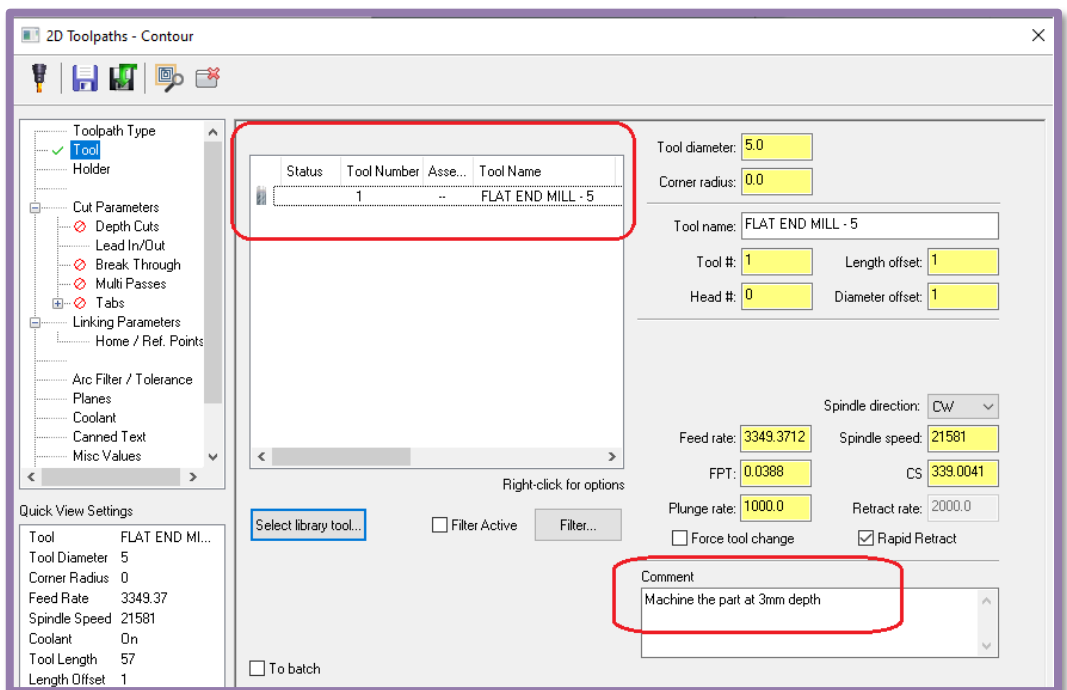 2D Toolpaths - Contour
Toolpath Type
Tool
Holder
Cut Parameters
Depth Cuts
Lead In/Out
Break Through
Multi Passes
Tabs
Linking Parameters
Home / Ref. Points
Arc Filter / Tolerance
Planes
Coolant
Canned Text
Misc Values
Quick View Settings
Tool FLAT END MI...
Tool Diameter 5
Corner Radius 0
Feed Rate 3349.37
Spindle Speed 21581
Coolant On
Tool Length 57
Length Offset 1
Status Tool Number Asse... Tool Name
1 -- FLAT END MILL - 5
Right-click for options
Select library tool... Filter Active Filter...
To batch
Tool diameter: 5.0
Corner radius: 0.0
Tool name: FLAT END MILL - 5
Tool #: 1 Length offset: 1
Head #: 0 Diameter offset: 1
Spindle direction: CW
Feed rate: 3349.3712 Spindle speed: 21581
FPT: 0.0388 CS 339.0041
Plunge rate: 1000.0 Retract rate: 2000.0
Force tool change Rapid Retract
Comment
Machine the part at 3mm depth